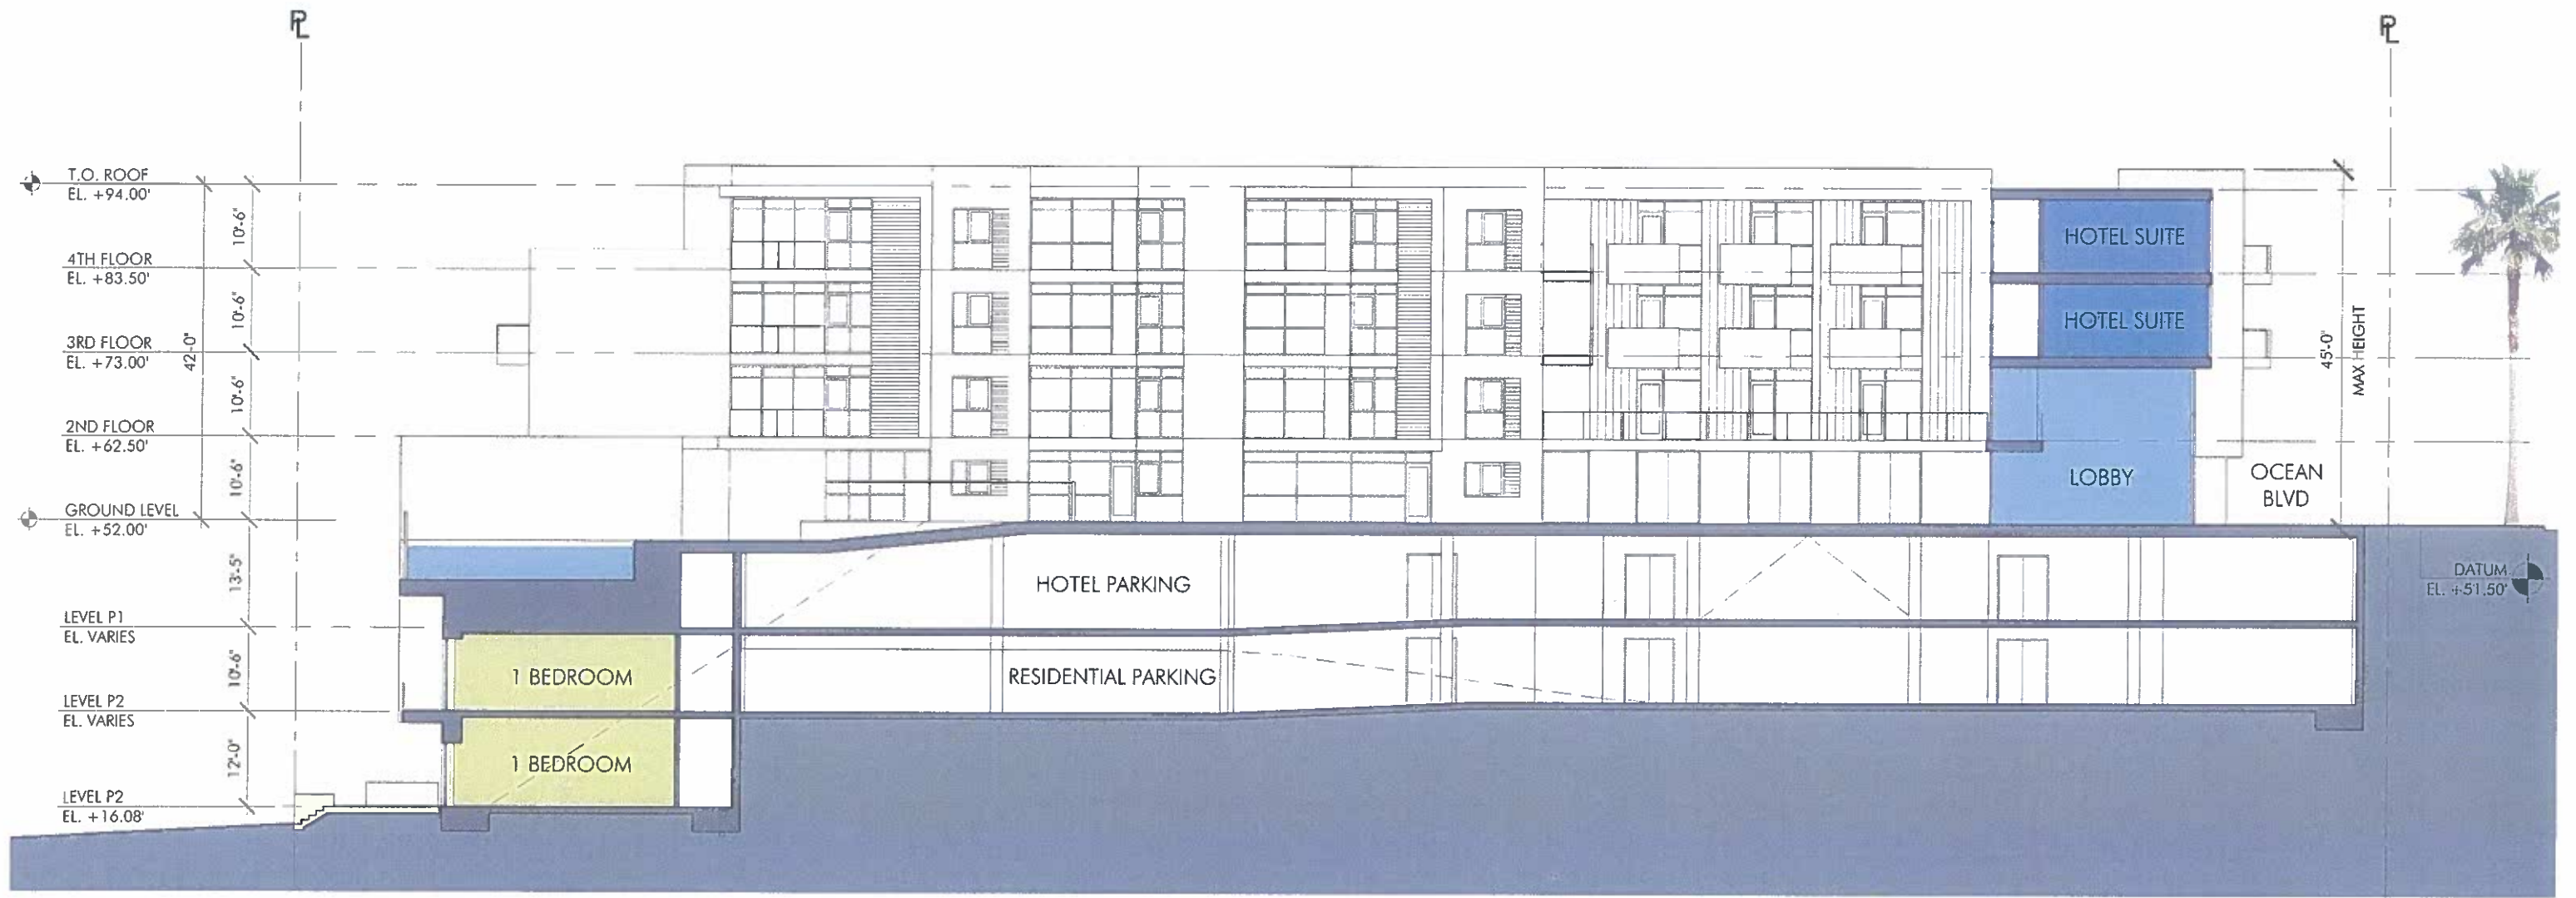 PL
PL
T.O. ROOF
EL. +94.00'
10'-6"
4TH FLOOR
EL. +83.50'
10'-6"
3RD FLOOR
EL. +73.00'
42'-0"
10'-6"
2ND FLOOR
EL. +62.50'
10'-6"
GROUND LEVEL
EL. +52.00'
13'-5"
LEVEL P1
EL. VARIES
10'-6"
LEVEL P2
EL. VARIES
12'-0"
LEVEL P2
EL. +16.08'
HOTEL SUITE
HOTEL SUITE
LOBBY
OCEAN
BLVD
45'-0"
MAX HEIGHT
DATUM
EL. +51.50'
HOTEL PARKING
RESIDENTIAL PARKING
1 BEDROOM
1 BEDROOM